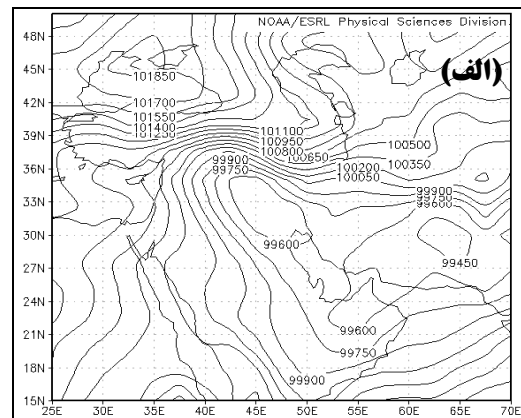 NOAA/ESRL Physical Sciences Division
48N
(الف)
45N
101850
42N
101700
101550
101400
101100
39N
100950
100500
100800
100650
100350
36N
99900
100200
99750
100050
99900
99750
33N
99600
99600
30N
99450
27N
24N
99600
21N
99750
18N
99900
15N
25E 30E 35E 40E 45E 50E 55E 60E 65E 70E